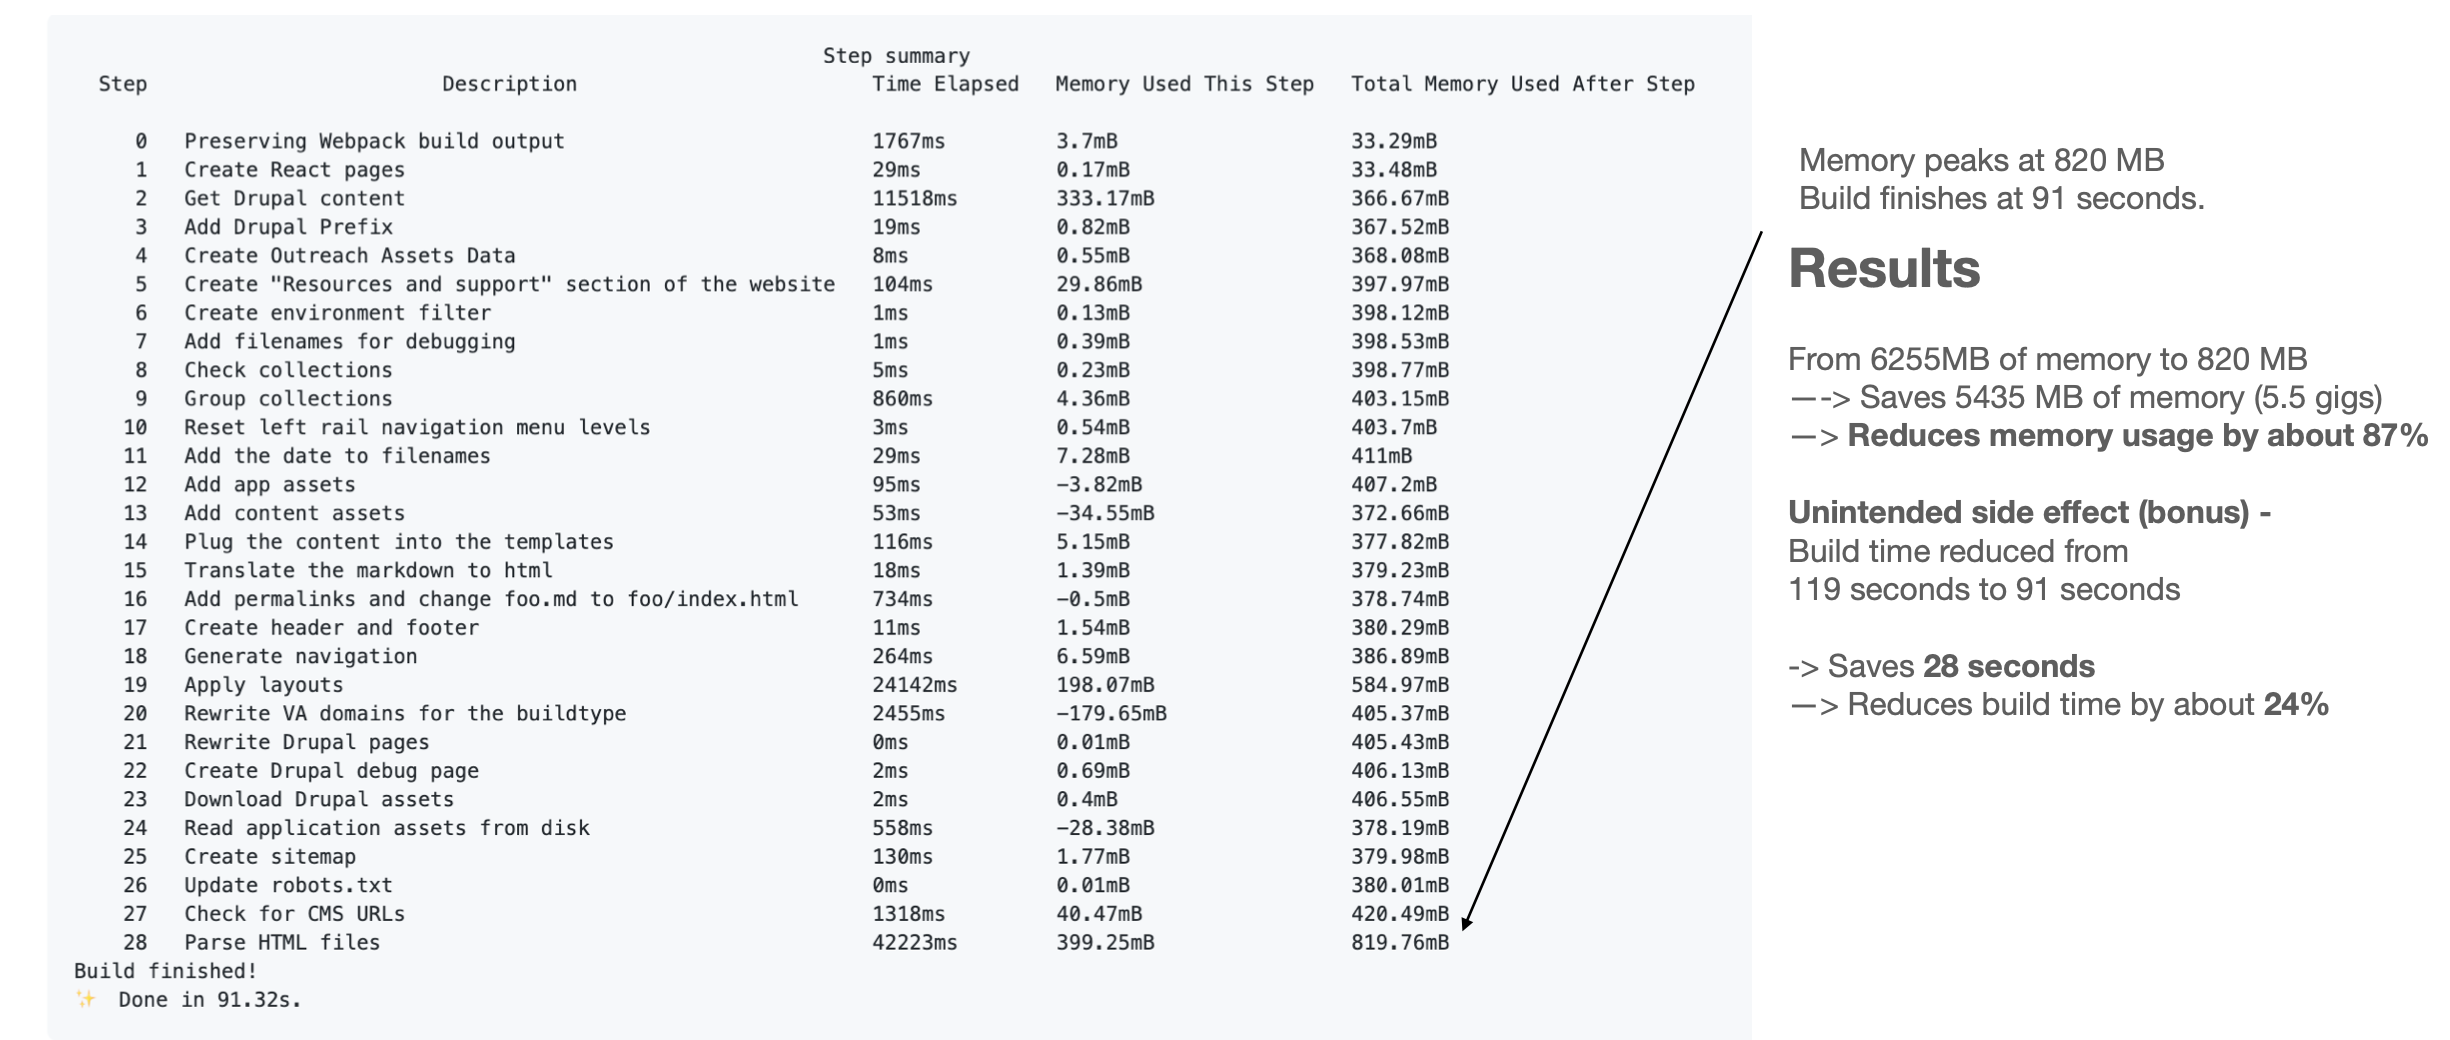 Step summary
Step Description Time Elapsed Memory Used This Step Total Memory Used After Step
0 Preserving Webpack build output 1767ms 3.7mB 33.29mB
1 Create React pages 29ms 0.17mB 33.48mB
2 Get Drupal content 11518ms 333.17mB 366.67mB
3 Add Drupal Prefix 19ms 0.82mB 367.52mB
4 Create Outreach Assets Data 8ms 0.55mB 368.08mB
5 Create "Resources and support" section of the website 104ms 29.86mB 397.97mB
6 Create environment filter 1ms 0.13mB 398.12mB
7 Add filenames for debugging 1ms 0.39mB 398.53mB
8 Check collections 5ms 0.23mB 398.77mB
9 Group collections 860ms 4.36mB 403.15mB
10 Reset left rail navigation menu levels 3ms 0.54mB 403.7mB
11 Add the date to filenames 29ms 7.28mB 411mB
12 Add app assets 95ms -3.82mB 407.2mB
13 Add content assets 53ms -34.55mB 372.66mB
14 Plug the content into the templates 116ms 5.15mB 377.82mB
15 Translate the markdown to html 18ms 1.39mB 379.23mB
16 Add permalinks and change foo.md to foo/index.html 734ms -0.5mB 378.74mB
17 Create header and footer 11ms 1.54mB 380.29mB
18 Generate navigation 264ms 6.59mB 386.89mB
19 Apply layouts 24142ms 198.07mB 584.97mB
20 Rewrite VA domains for the buildtype 2455ms -179.65mB 405.37mB
21 Rewrite Drupal pages 0ms 0.01mB 405.43mB
22 Create Drupal debug page 2ms 0.69mB 406.13mB
23 Download Drupal assets 2ms 0.4mB 406.55mB
24 Read application assets from disk 558ms -28.38mB 378.19mB
25 Create sitemap 130ms 1.77mB 379.98mB
26 Update robots.txt 0ms 0.01mB 380.01mB
27 Check for CMS URLs 1318ms 40.47mB 420.49mB
28 Parse HTML files 42223ms 399.25mB 819.76mB
Build finished!
✨ Done in 91.32s.
Memory peaks at 820 MB
Build finishes at 91 seconds.
Results
From 6255MB of memory to 820 MB
—-> Saves 5435 MB of memory (5.5 gigs)
—> Reduces memory usage by about 87%
Unintended side effect (bonus) -
Build time reduced from
119 seconds to 91 seconds
-> Saves 28 seconds
—> Reduces build time by about 24%